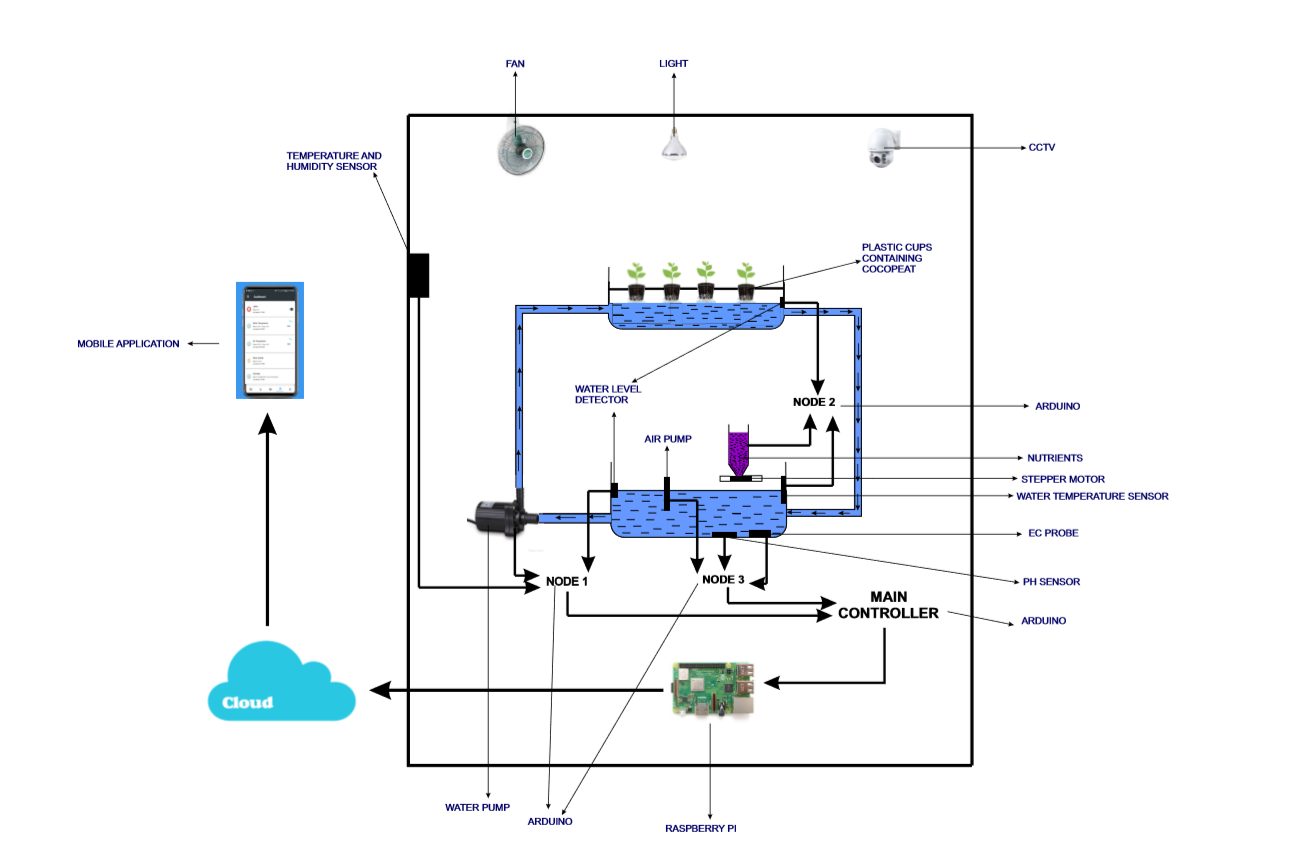 FAN
LIGHT
TEMPERATURE AND
HUMIDITY SENSOR
CCTV
PLASTIC CUPS
CONTAINING
COCOPEAT
MOBILE APPLICATION
WATER LEVEL
DETECTOR
NODE 2
ARDUINO
AIR PUMP
NUTRIENTS
STEPPER MOTOR
WATER TEMPERATURE SENSOR
EC PROBE
NODE 1
NODE 3
PH SENSOR
MAIN
CONTROLLER
ARDUINO
Cloud
WATER PUMP
ARDUINO
RASPBERRY PI